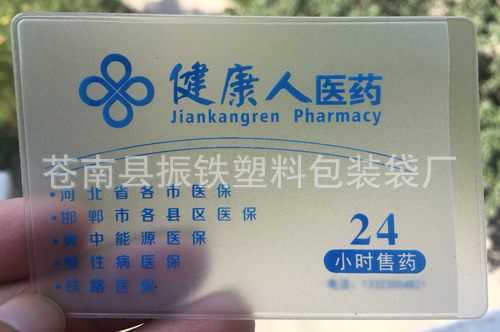 健康人医药
Jiankangren Pharmacy
苍南县振铁塑料包装袋厂
·河北省各市医保
·邯郸市各县区医保
·冀中能源医保
·慢性病医保
·铁路医保
24
小时售药